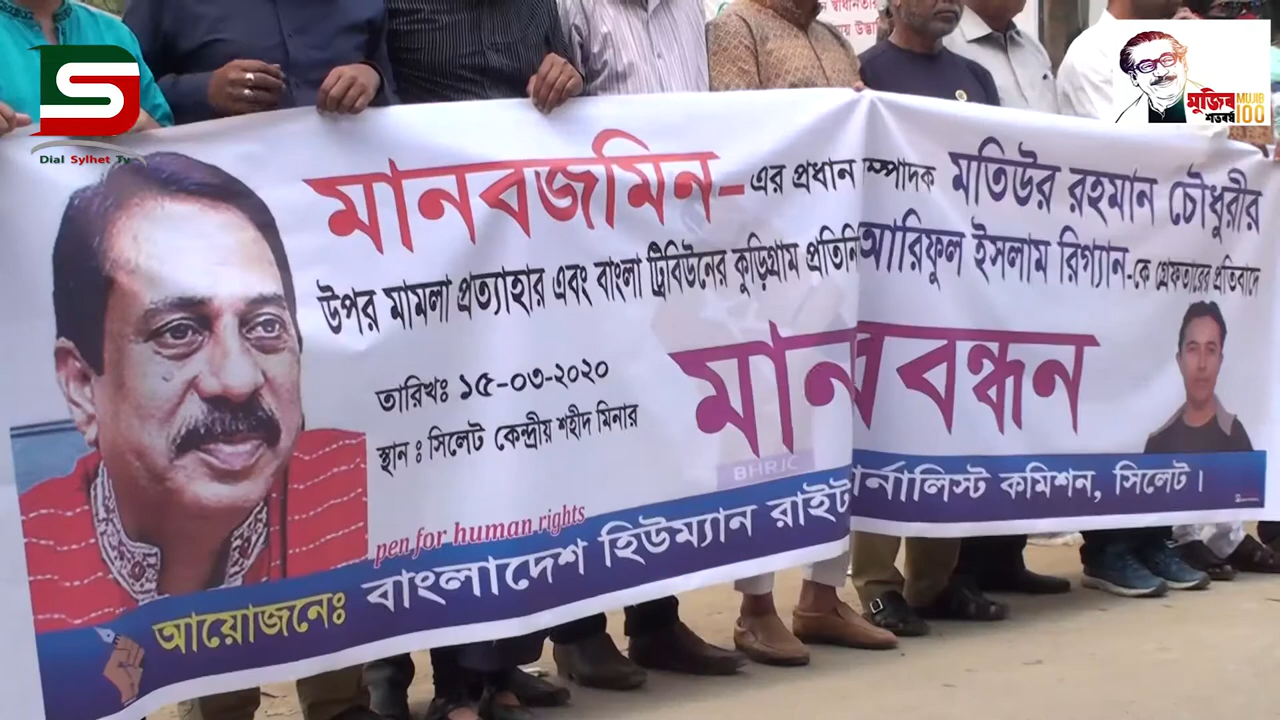 Dial Sylhet Tv
মুজিব
শতবর্ষ
MUJIB
100
মানবজমিন-এর প্রধান ম্পাদক মতিউর রহমান চৌধুরীর
উপর মামলা প্রত্যাহার এবং বাংলা ট্রিবিউনের কুড়িগ্রাম প্রতিনি আরিফুল ইসলাম রিগ্যান-কে গ্রেফতারের প্রতিবাদে
মানববন্ধন
তারিখঃ ১৫-০৩-২০২০
স্থান : সিলেট কেন্দ্রীয় শহীদ মিনার
BHRJC
pen for human rights
আয়োজনেঃ বাংলাদেশ হিউম্যান রাইট র্নালিস্ট কমিশন, সিলেট।